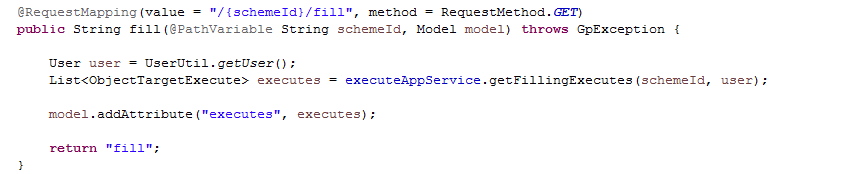 @RequestMapping(value = "/{schemeId}/fill", method = RequestMethod.GET)
public String fill(@PathVariable String schemeId, Model model) throws GpException {
User user = UserUtil.getUser();
List<ObjectTargetExecute> executes = executeAppService.getFillingExecutes(schemeId, user);
model.addAttribute("executes", executes);
return "fill";
}